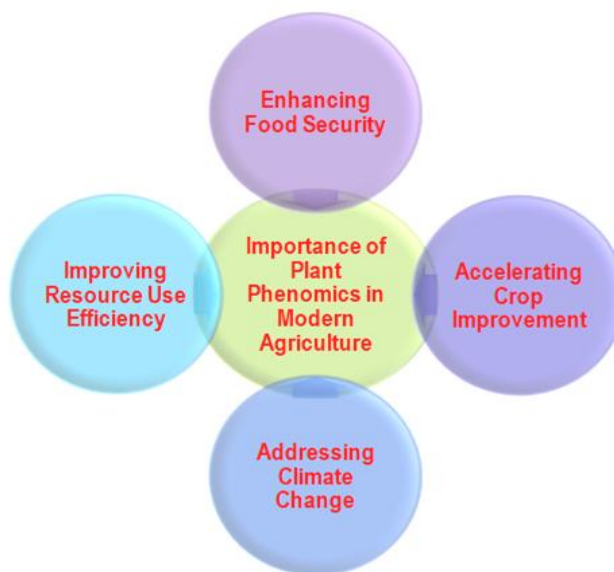 Enhancing
Food Security
Improving
Resource Use
Efficiency
Importance of
Plant
Phenomics in
Modern
Agriculture
Accelerating
Crop
Improvement
Addressing
Climate
Change